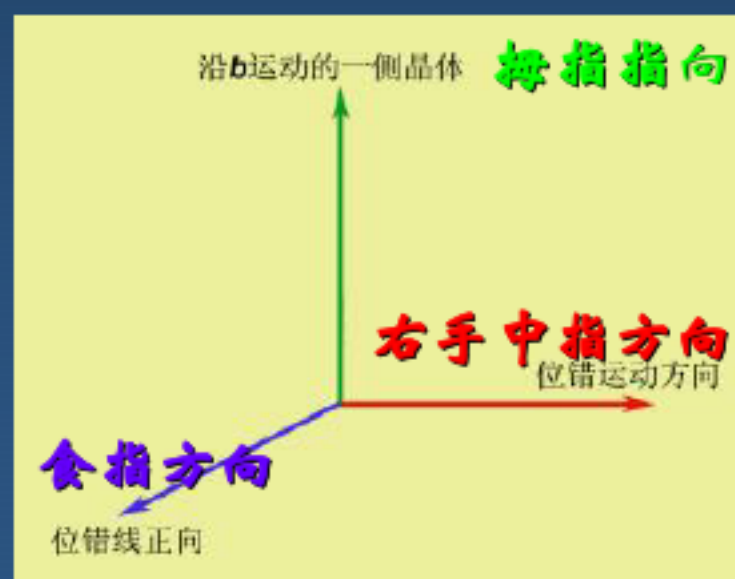 沿b运动的一侧晶体
拇指指向
右手中指方向
位错运动方向
食指方向
位错线正向